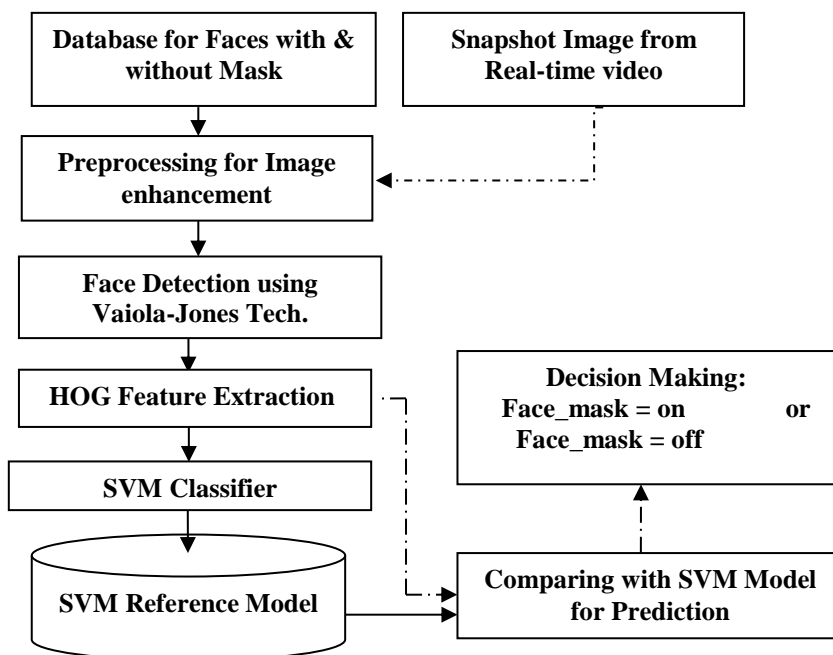 Database for Faces with &
without Mask
Snapshot Image from
Real-time video
Preprocessing for Image
enhancement
Face Detection using
Vaiola-Jones Tech.
HOG Feature Extraction
Decision Making:
Face_mask = on or
Face_mask = off
SVM Classifier
SVM Reference Model
Comparing with SVM Model
for Prediction